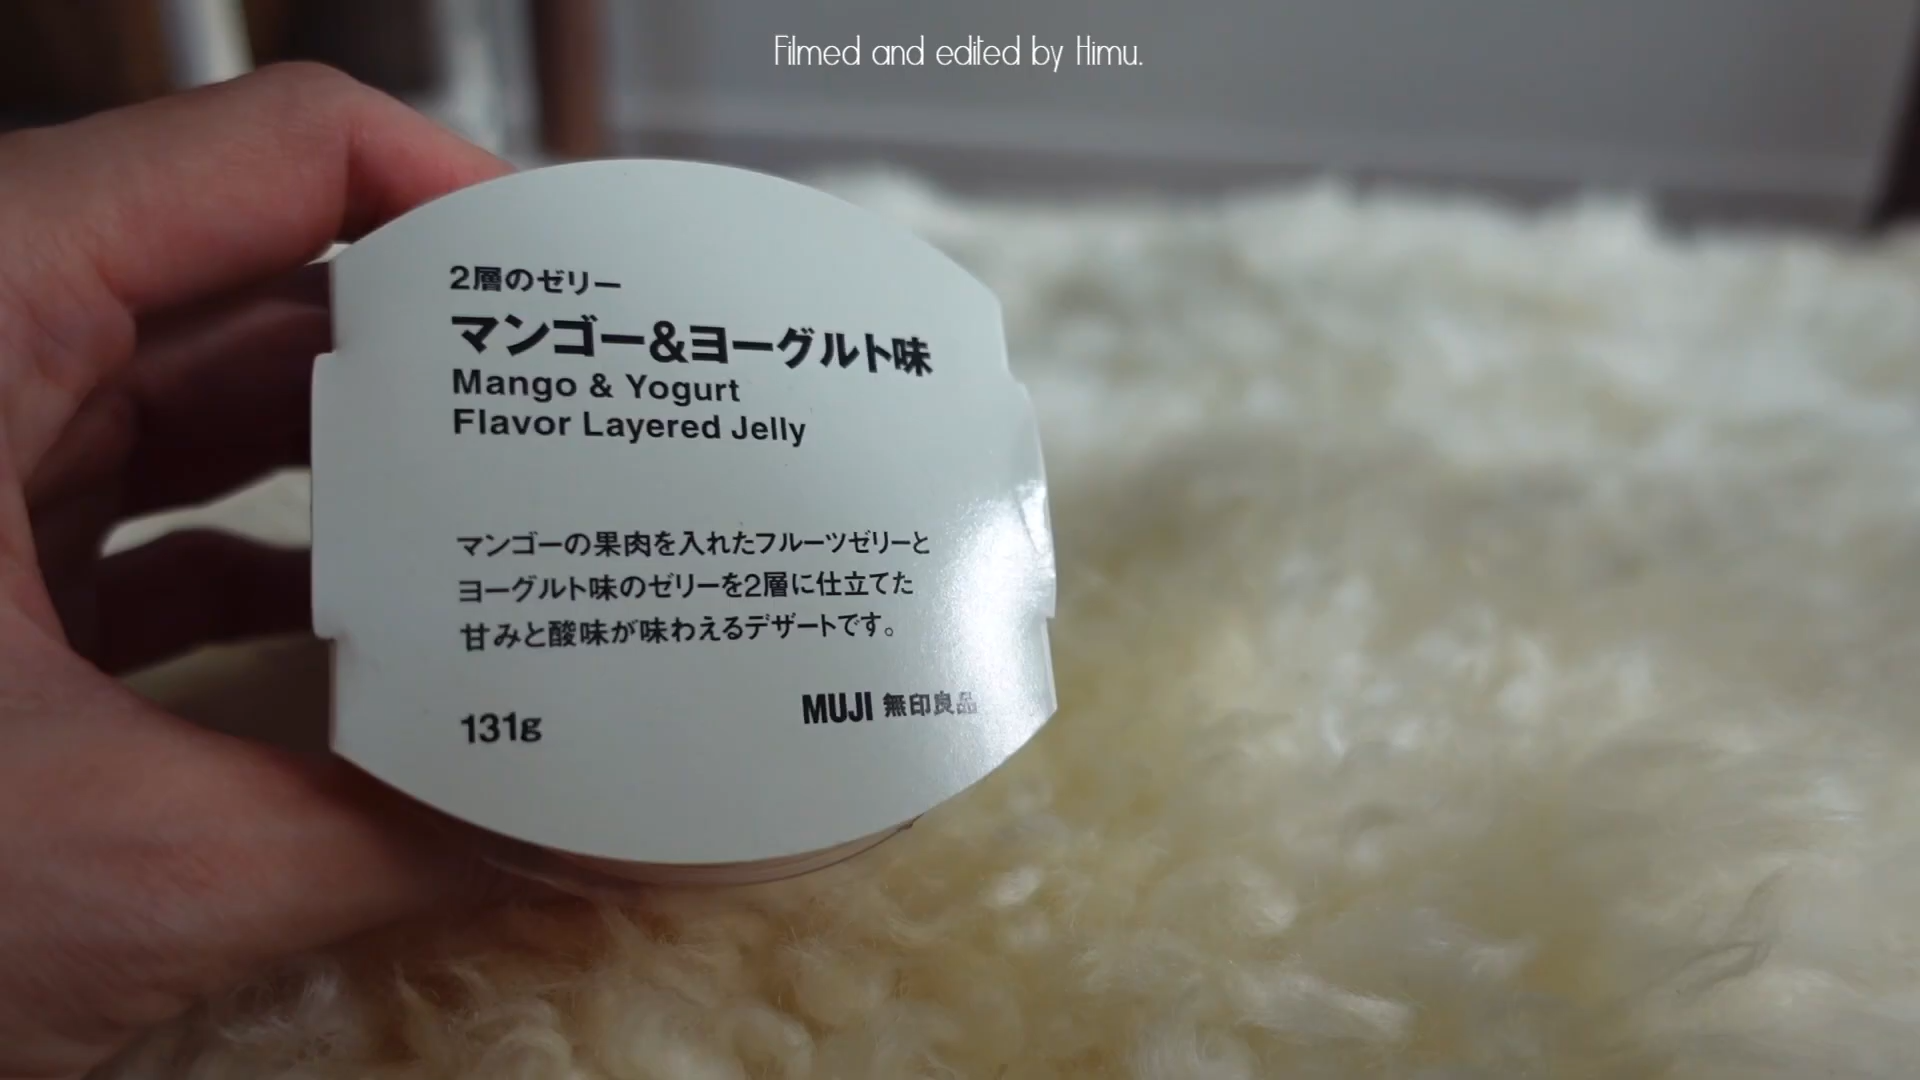 Filmed and edited by Himu.
2層のゼリー
マンゴー&ヨーグルト味
Mango & Yogurt
Flavor Layered Jelly
マンゴーの果肉を入れたフルーツゼリーと
ヨーグルト味のゼリーを2層に仕立てた
甘みと酸味が味わえるデザートです。
131g
MUJI 無印良品